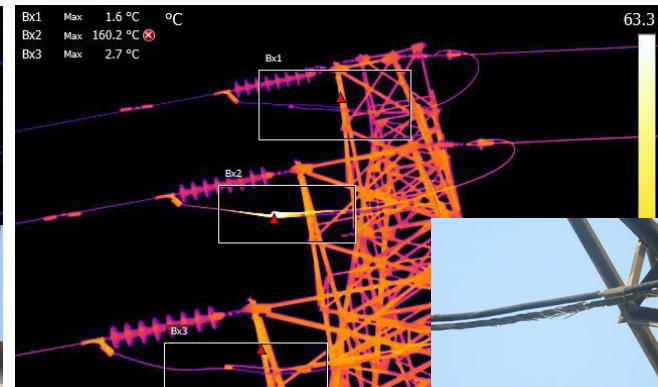 Bx1 Max 1.6 °C °C 63.3
Bx2 Max 160.2 °C
Bx3 Max 2.7 °C
Bx1
Bx2
Bx3